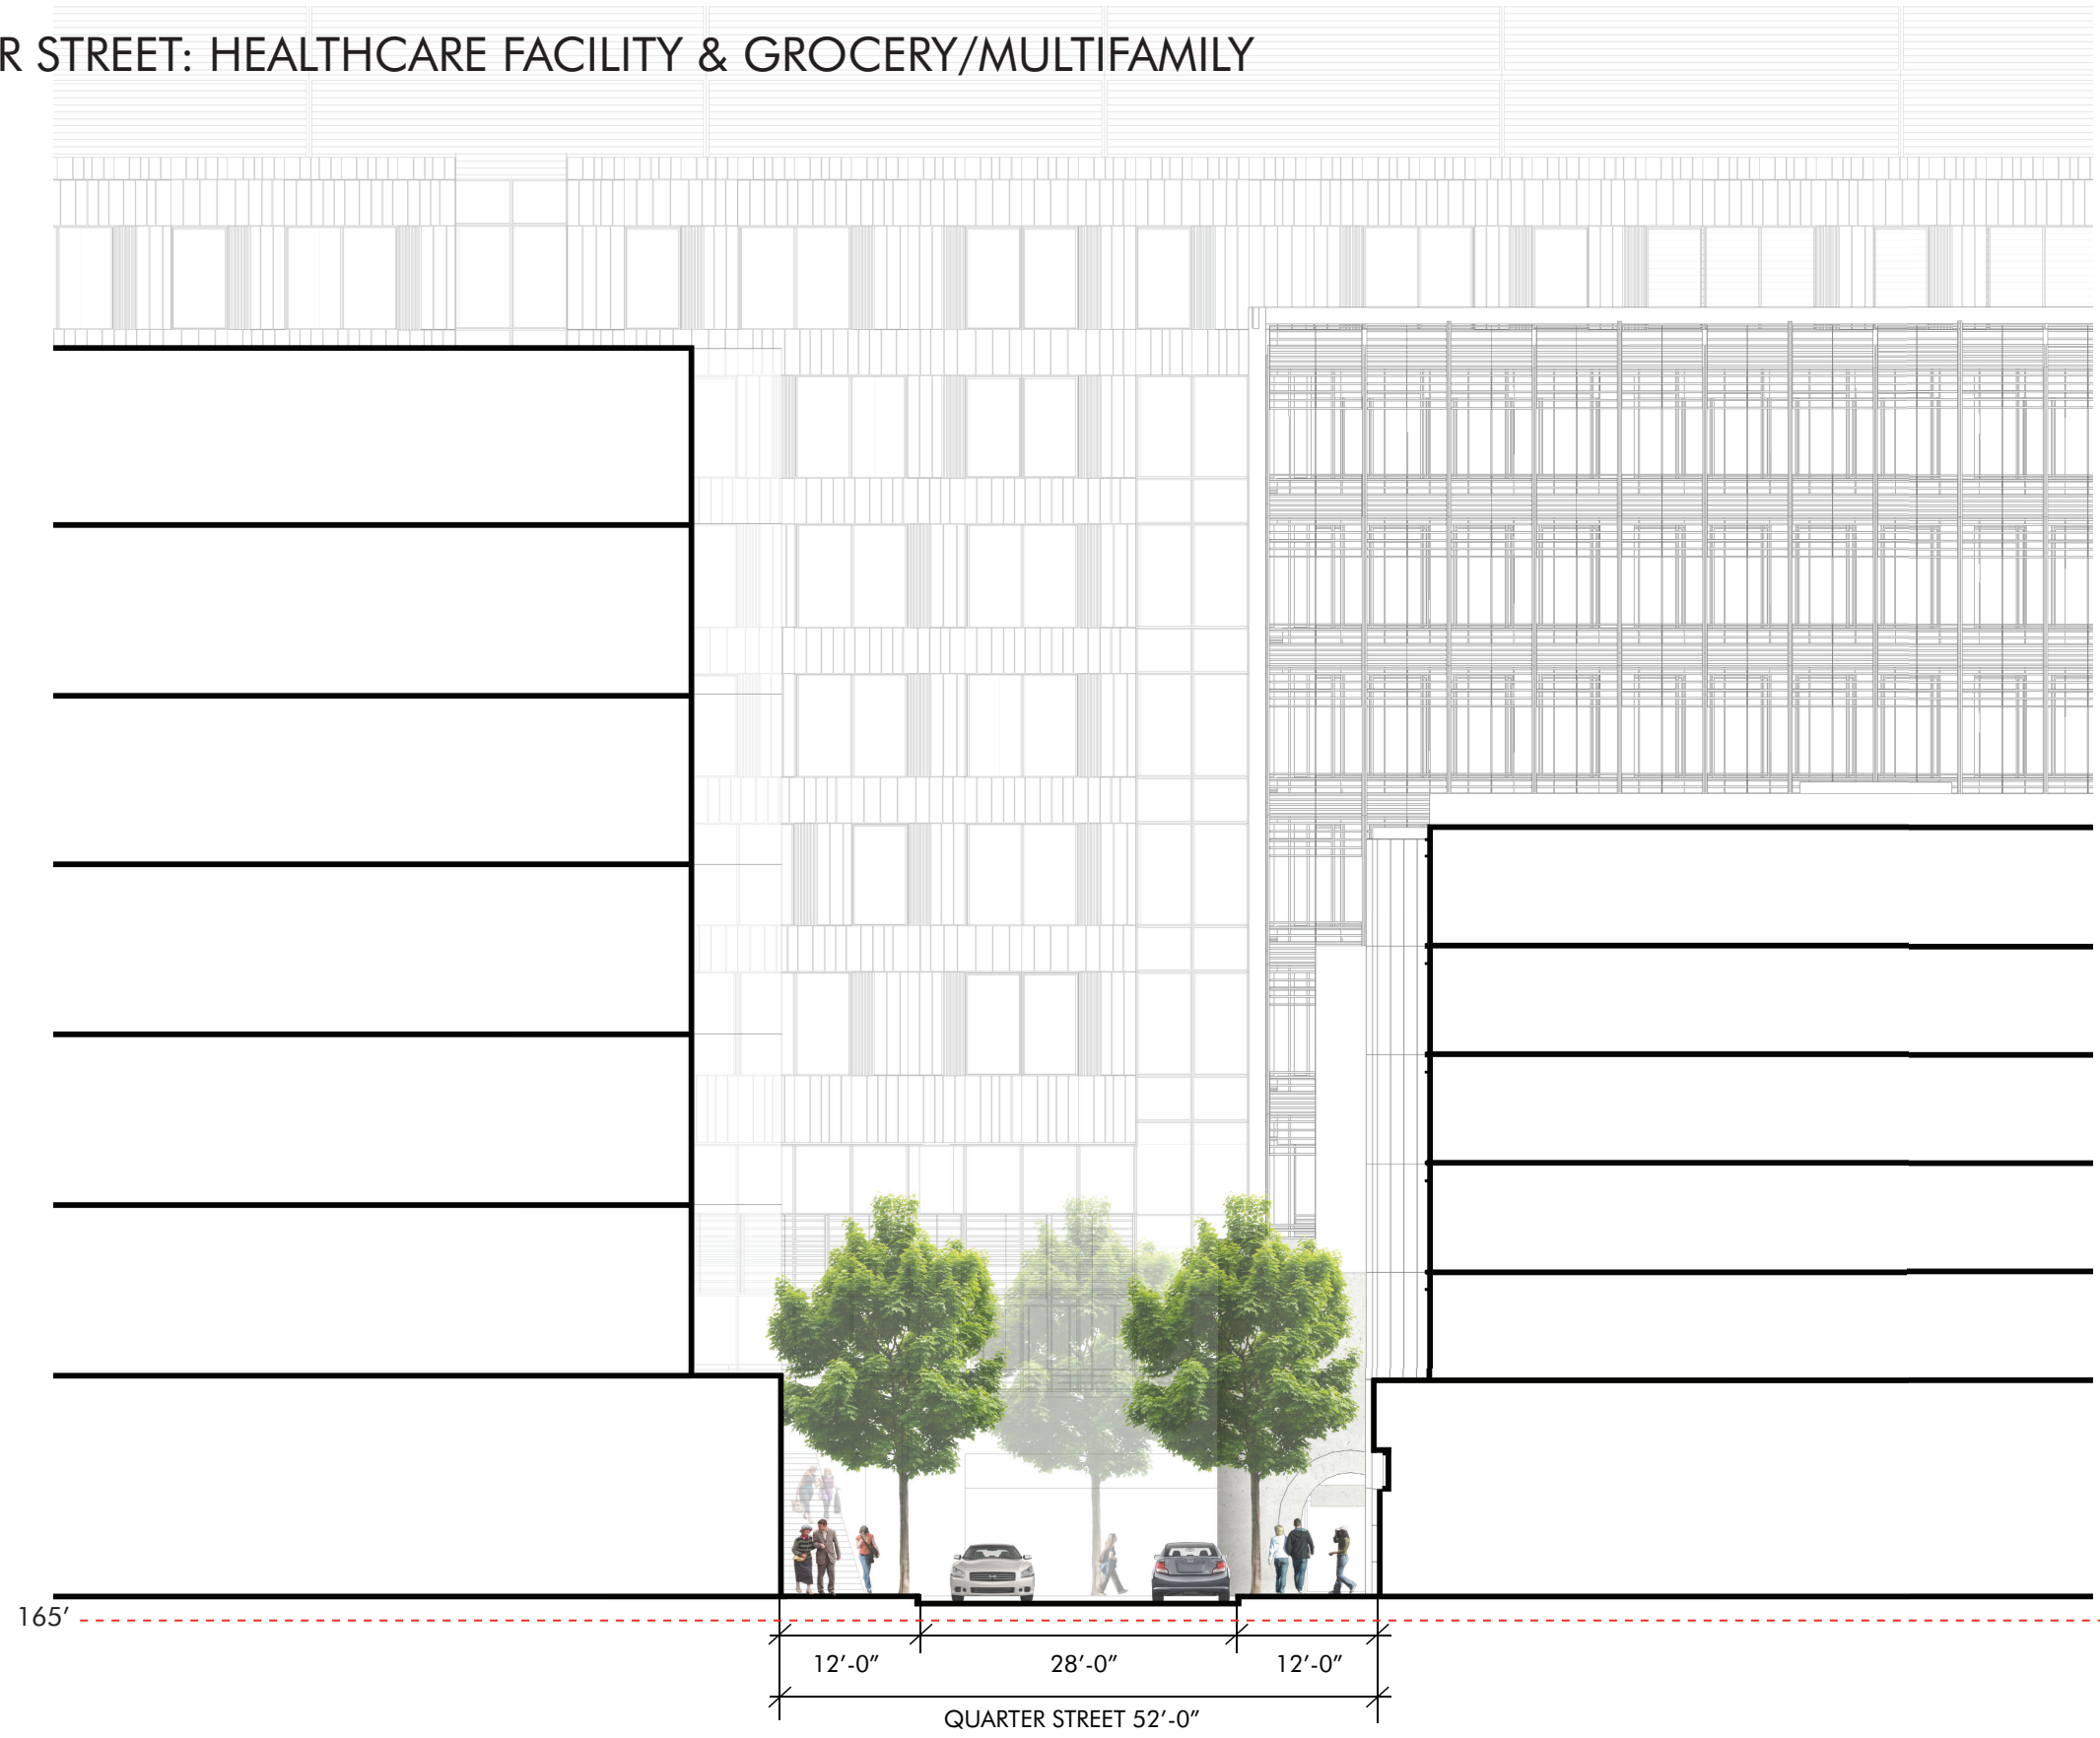 R STREET: HEALTHCARE FACILITY & GROCERY/MULTIFAMILY
165’
12’-0” 28’-0” 12’-0”
QUARTER STREET 52’-0”